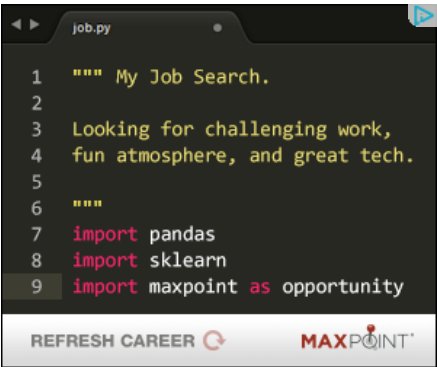 job.py
1 """ My Job Search.
2
3 Looking for challenging work,
4 fun atmosphere, and great tech.
5
6 """
7 import pandas
8 import sklearn
9 import maxpoint as opportunity
REFRESH CAREER MAXPOINT